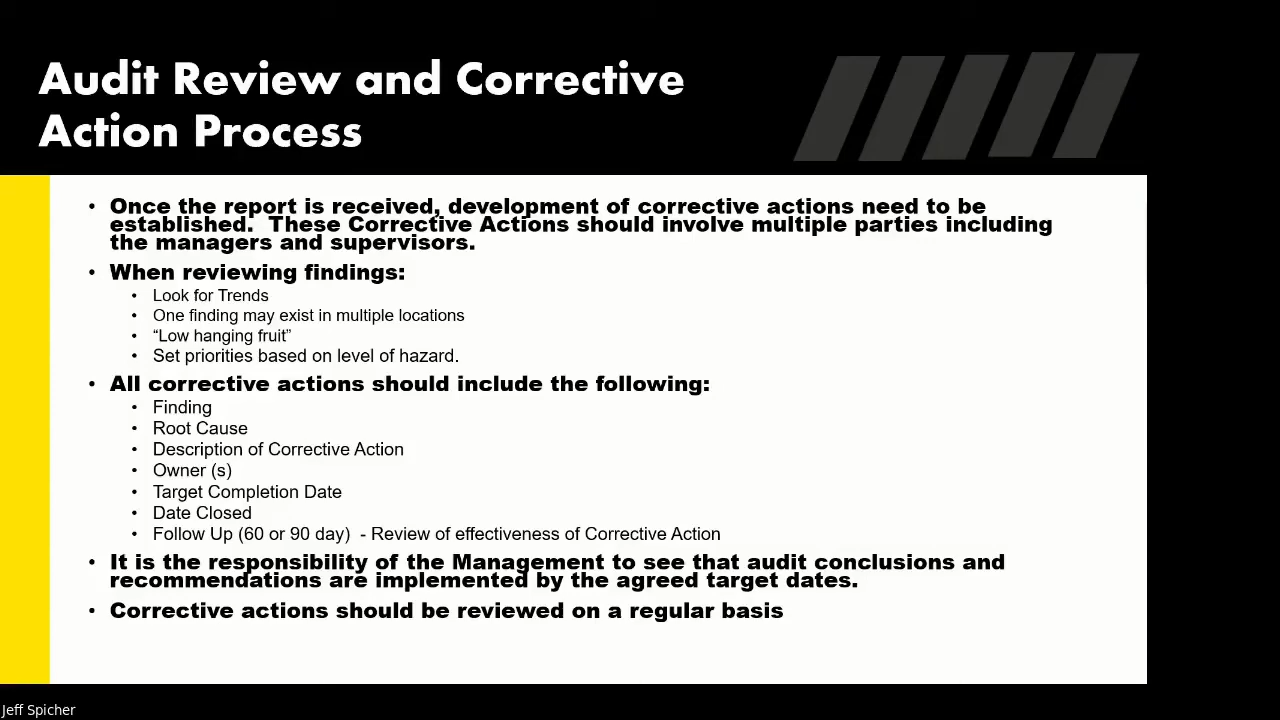 Audit Review and Corrective
Action Process
• Once the report is received, development of corrective actions need to be
established.  These Corrective Actions should involve multiple parties including
the managers and supervisors.
• When reviewing findings:
• Look for Trends
• One finding may exist in multiple locations
• “Low hanging fruit”
• Set priorities based on level of hazard.
• All corrective actions should include the following:
• Finding
• Root Cause
• Description of Corrective Action
• Owner (s)
• Target Completion Date
• Date Closed
• Follow Up (60 or 90 day)  - Review of effectiveness of Corrective Action
• It is the responsibility of the Management to see that audit conclusions and
recommendations are implemented by the agreed target dates.
• Corrective actions should be reviewed on a regular basis
Jeff Spicher